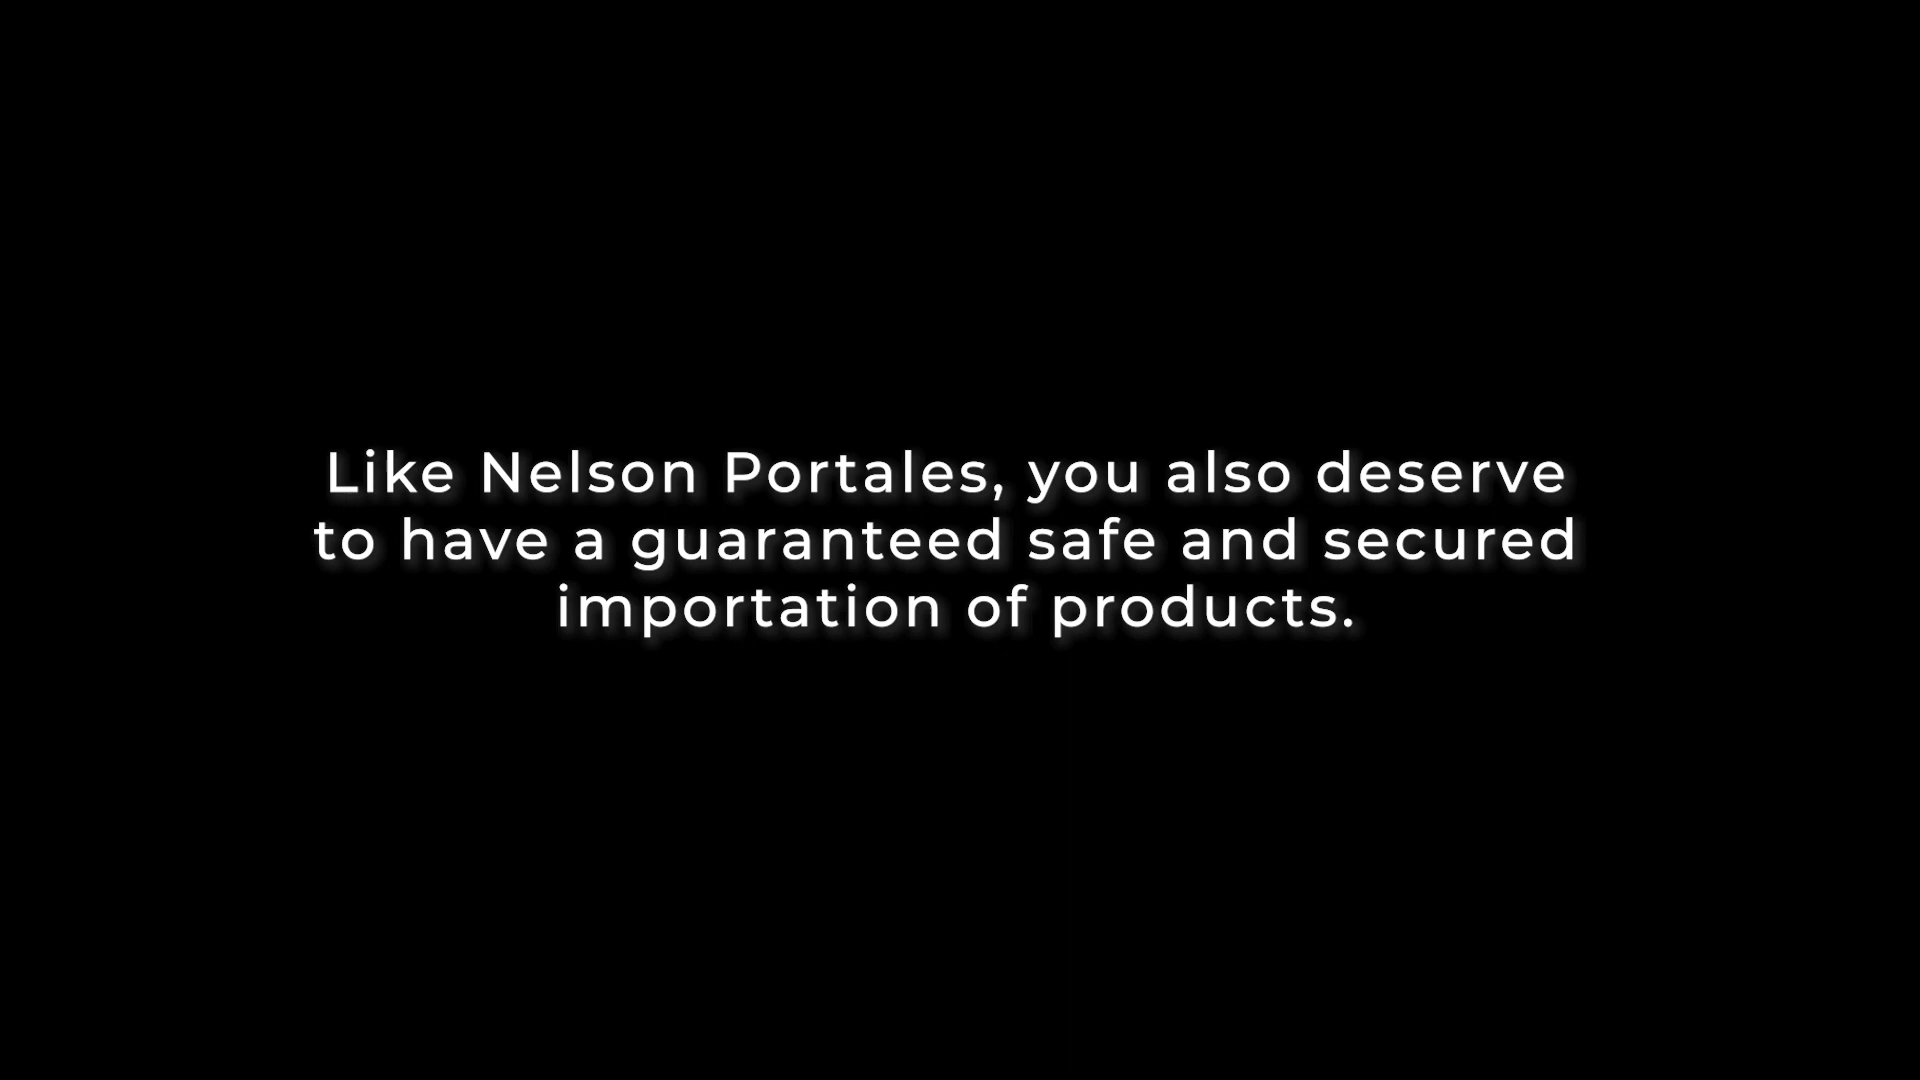 Like Nelson Portales, you also deserve
to have a guaranteed safe and secured
importation of products.